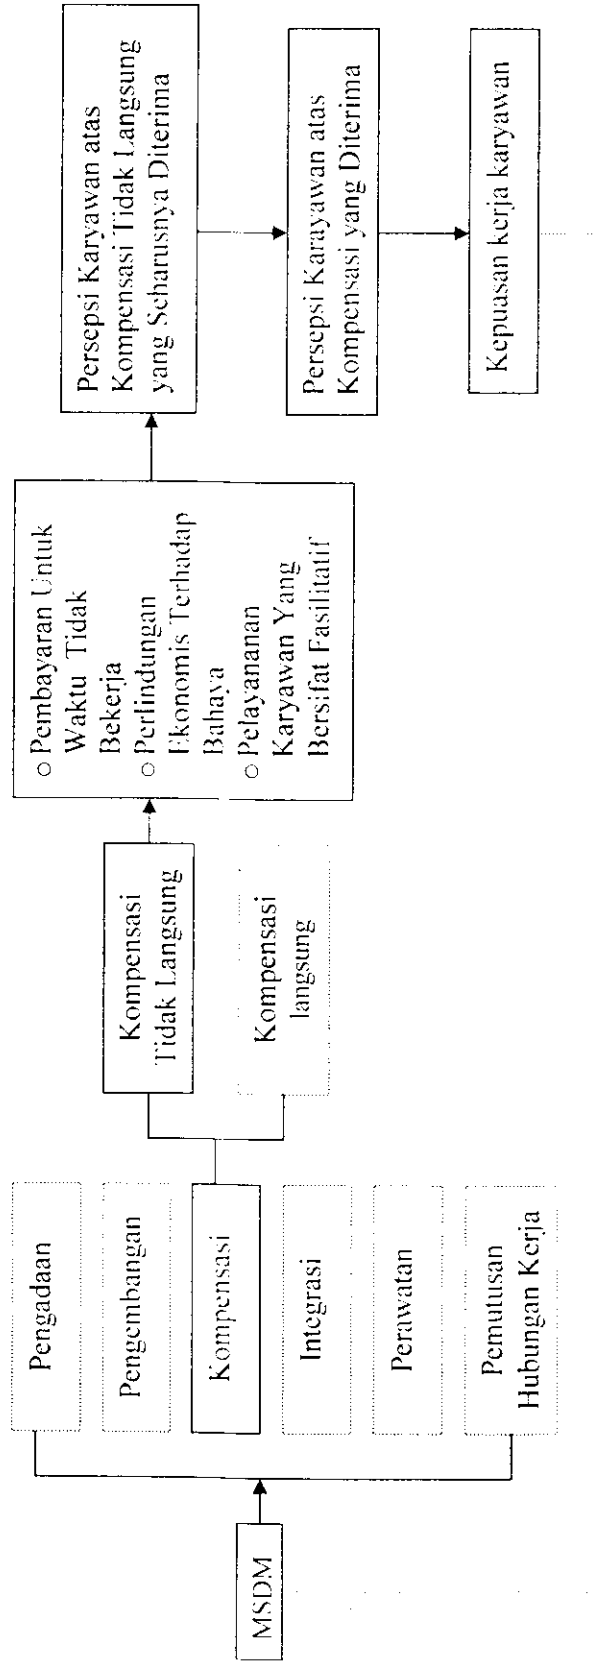 MSDM
Pengadaan
Pengembangan
Kompensasi
Integrasi
Perawatan
Pemutusan
Hubungan Kerja
Kompensasi
Tidak Langsung
Kompensasi
langsung
○ Pembayaran Untuk
Waktu Tidak
Bekerja
○ Perlindungan
Ekonomis Terhadap
Bahaya
○ Pelayananan
Karyawan Yang
Bersifat Fasilitatif
Persepsi Karyawan atas
Kompensasi Tidak Langsung
yang Seharusnya Diterima
Persepsi Karayawan atas
Kompensasi yang Diterima
Kepuasan kerja karyawan